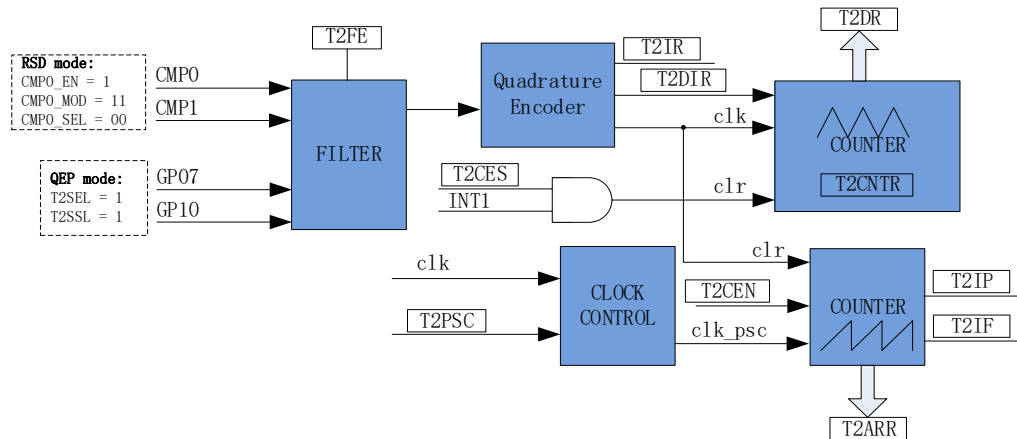 T2FE
T2DR
RSD mode:
CMP0_EN = 1
CMP0_MOD = 11
CMP0_SEL = 00
CMP0
CMP1
FILTER
Quadrature
Encoder
T2IR
T2DIR
clk
COUNTER
T2CNTR
QEP mode:
T2SEL = 1
T2SSL = 1
GP07
GP10
T2CES
INT1
clr
clk
T2PSC
CLOCK
CONTROL
clr
T2CEN
clk_psc
COUNTER
T2IP
T2IF
T2ARR